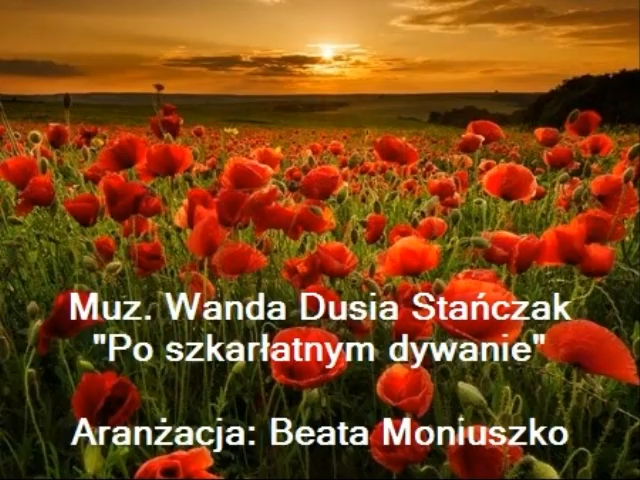 Muz. Wanda Dusia Stańczak
"Po szkarłatnym dywanie"
Aranżacja: Beata Moniuszko